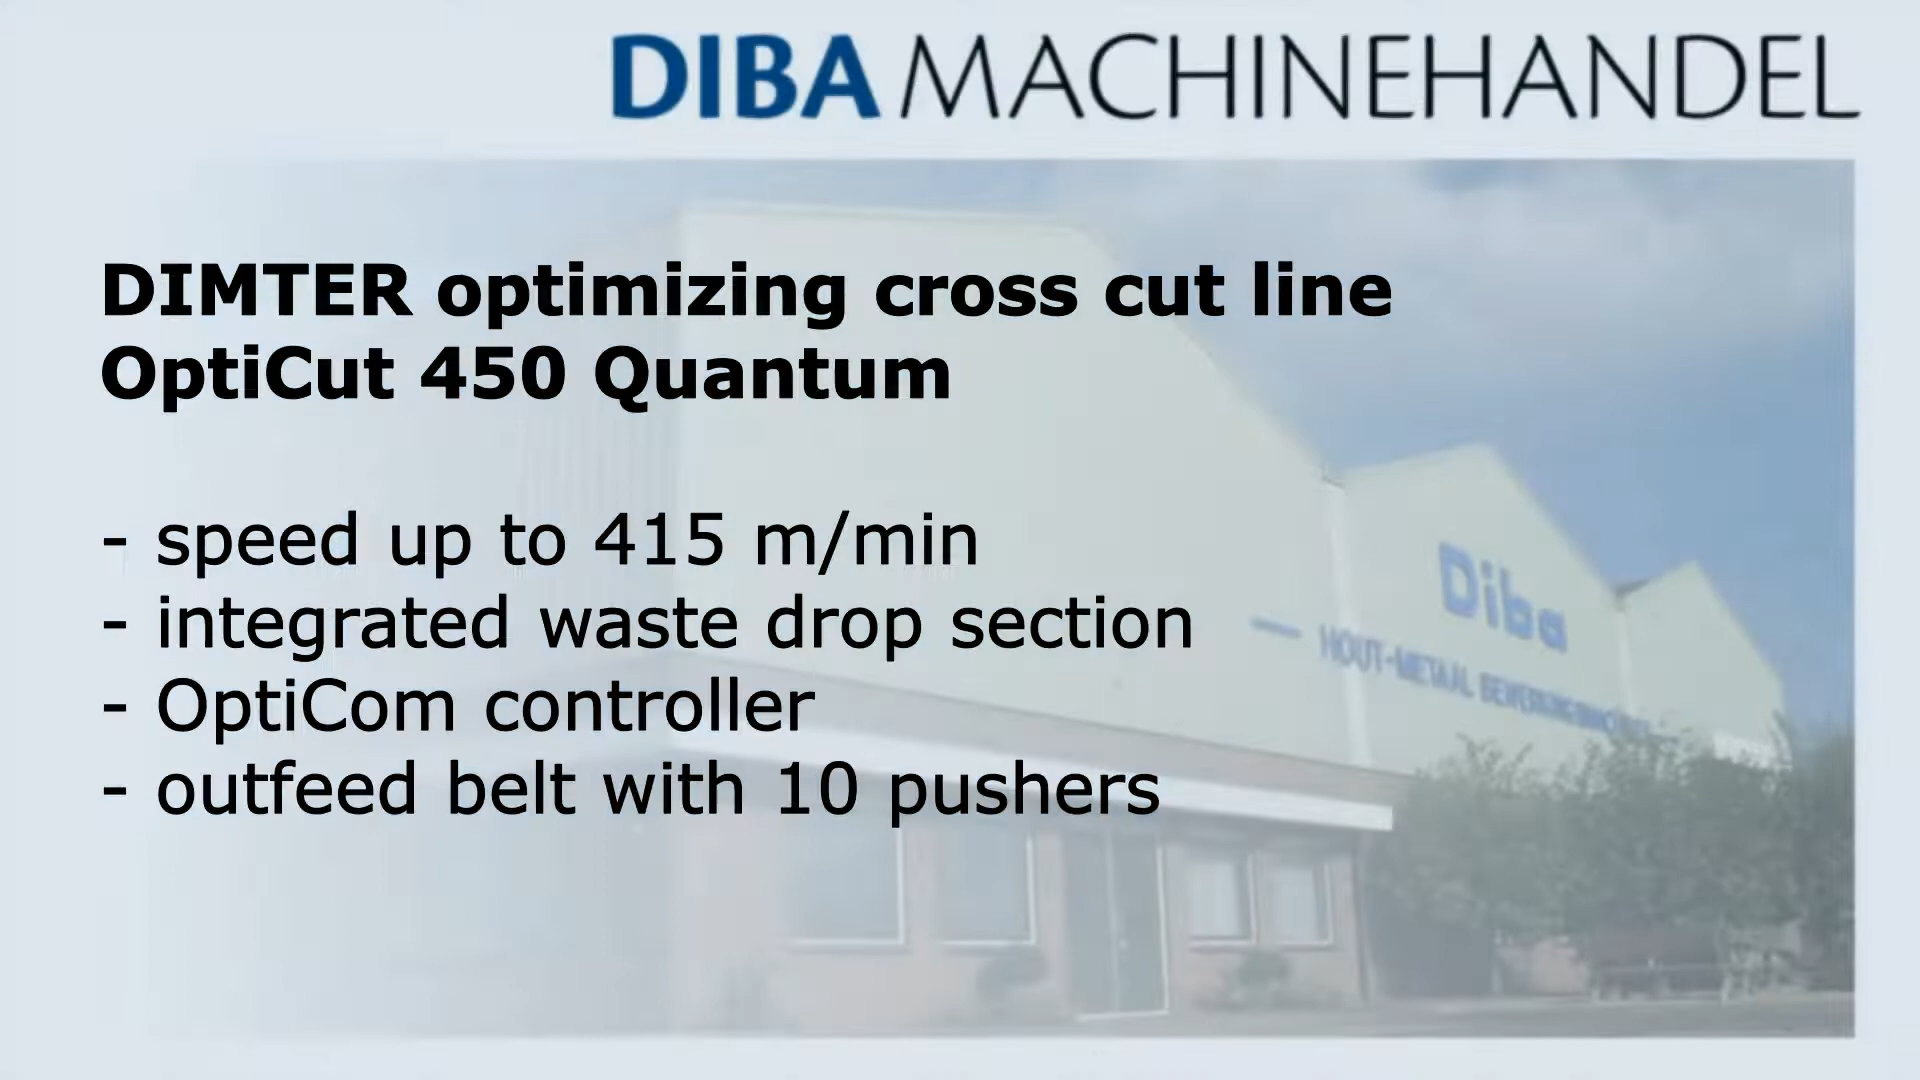 DIBA MACHINEHANDEL
DIMTER optimizing cross cut line
OptiCut 450 Quantum
- speed up to 415 m/min
- integrated waste drop section
- OptiCom controller
- outfeed belt with 10 pushers
Diba
HOUT-METAAL